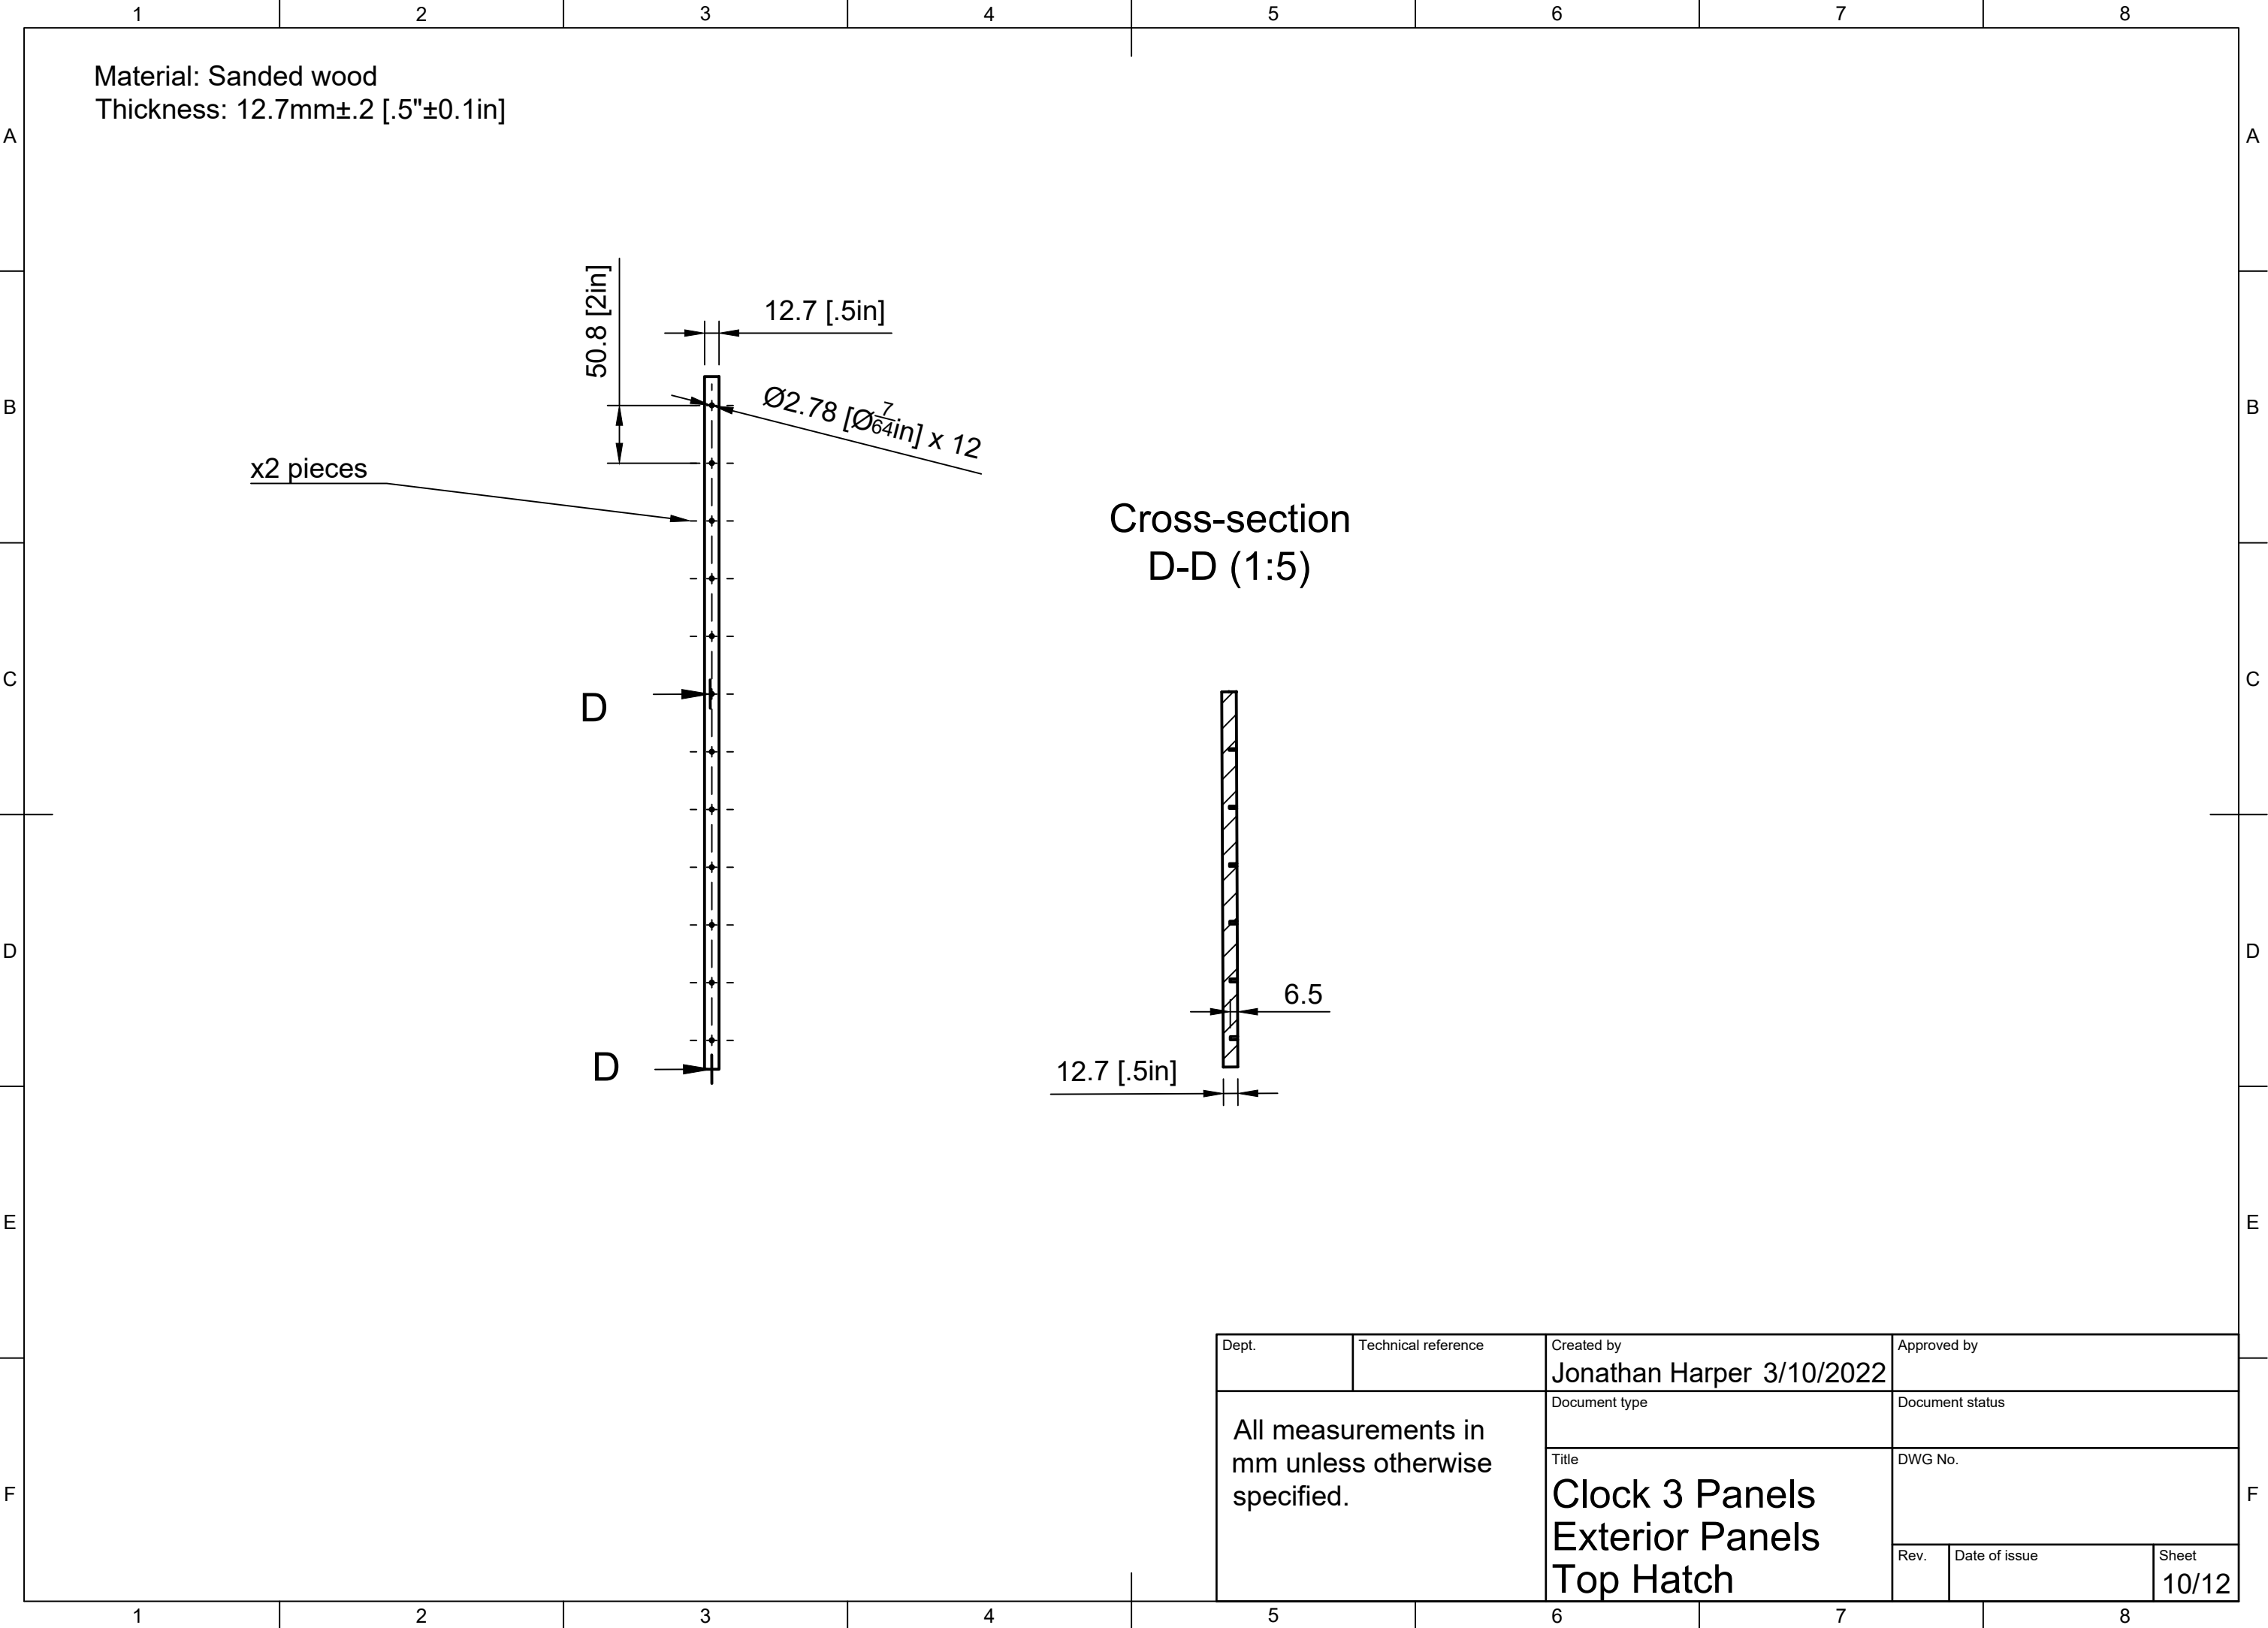 1 2 3 4 5 6 7 8
Material: Sanded wood
Thickness: 12.7mm±.2 [.5"±0.1in]
A A
50.8 [2in]
12.7 [.5in]
Ø2.78 [Ø7/64in] x 12
B B
x2 pieces
Cross-section
D-D (1:5)
C C
D
D D
6.5
D
12.7 [.5in]
E E
Dept.
Technical reference
Created by
Jonathan Harper 3/10/2022
Approved by
All measurements in
mm unless otherwise
specified.
Document type
Document status
Title
Clock 3 Panels
Exterior Panels
Top Hatch
DWG No.
Rev.
Date of issue
Sheet
10/12
F F
1 2 3 4 5 6 7 8